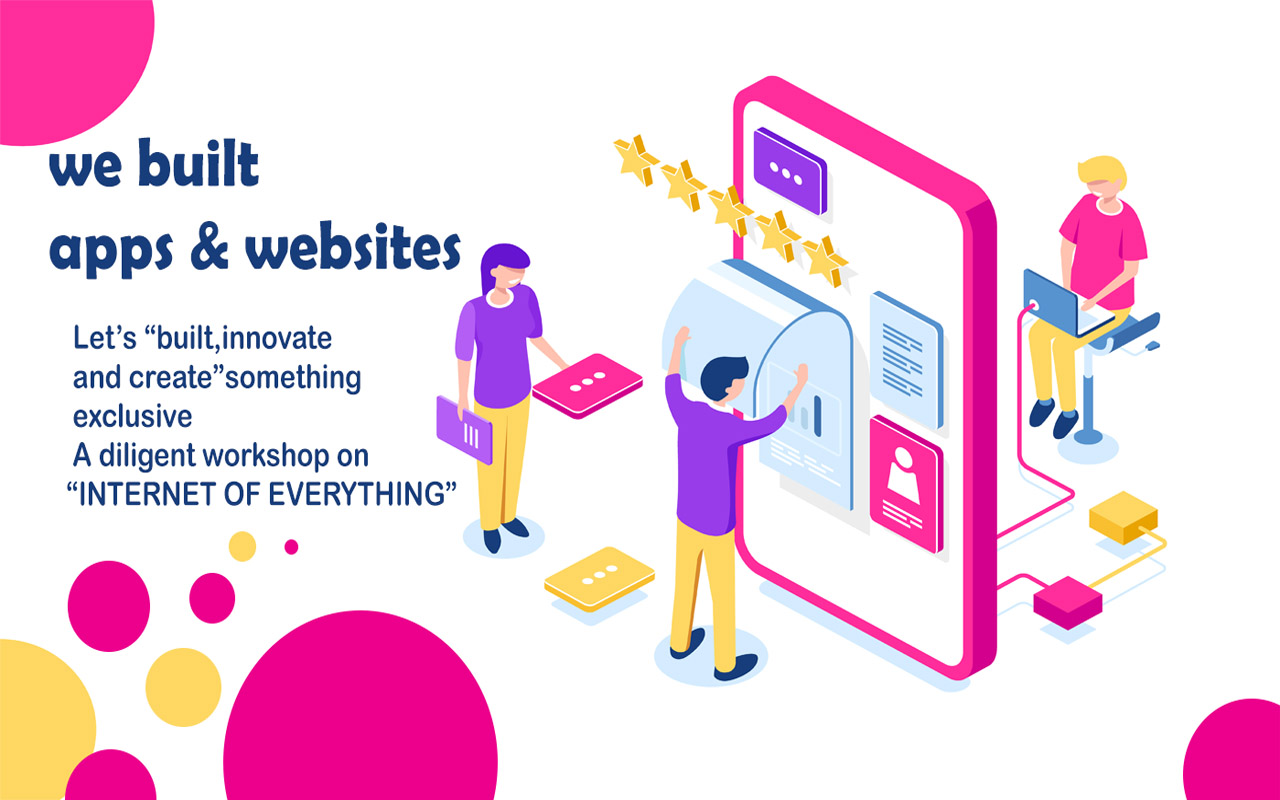 we built
apps & websites
Let’s “built,innovate
and create”something
exclusive
A diligent workshop on
“INTERNET OF EVERYTHING”